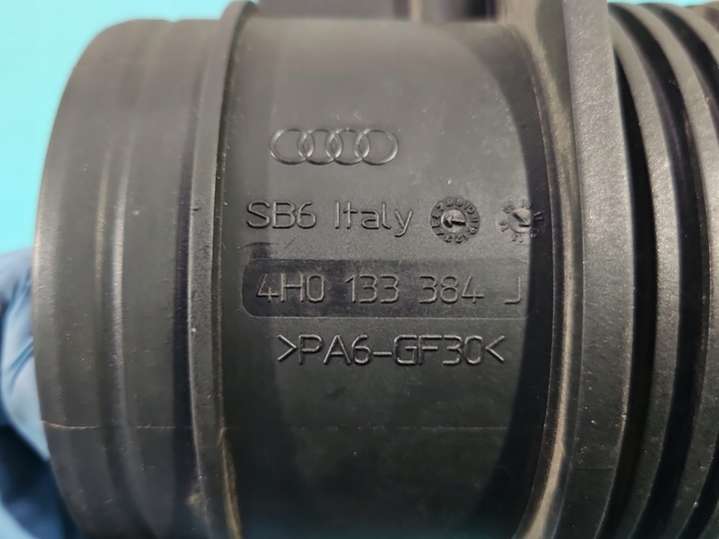 SB6 Italy
4H0 133 384 J
>PA6-GF30<